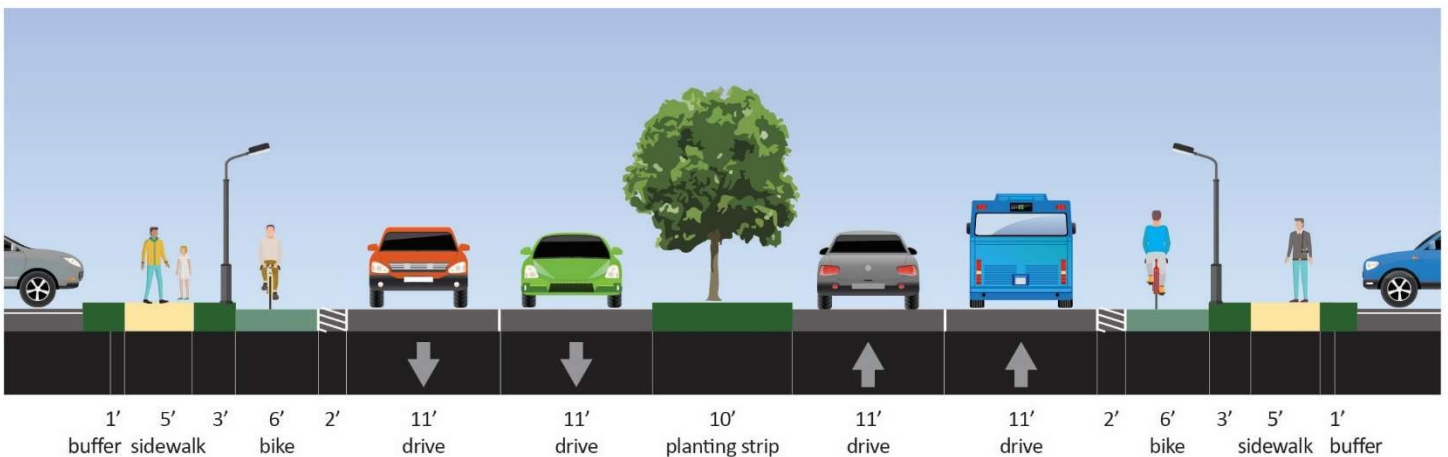 1’ 5’ 3’ 6’ 2’ 11’ 11’ 10’ 11’ 11’ 2’ 6’ 3’ 5’ 1’
buffer sidewalk bike drive drive planting strip drive drive bike sidewalk buffer